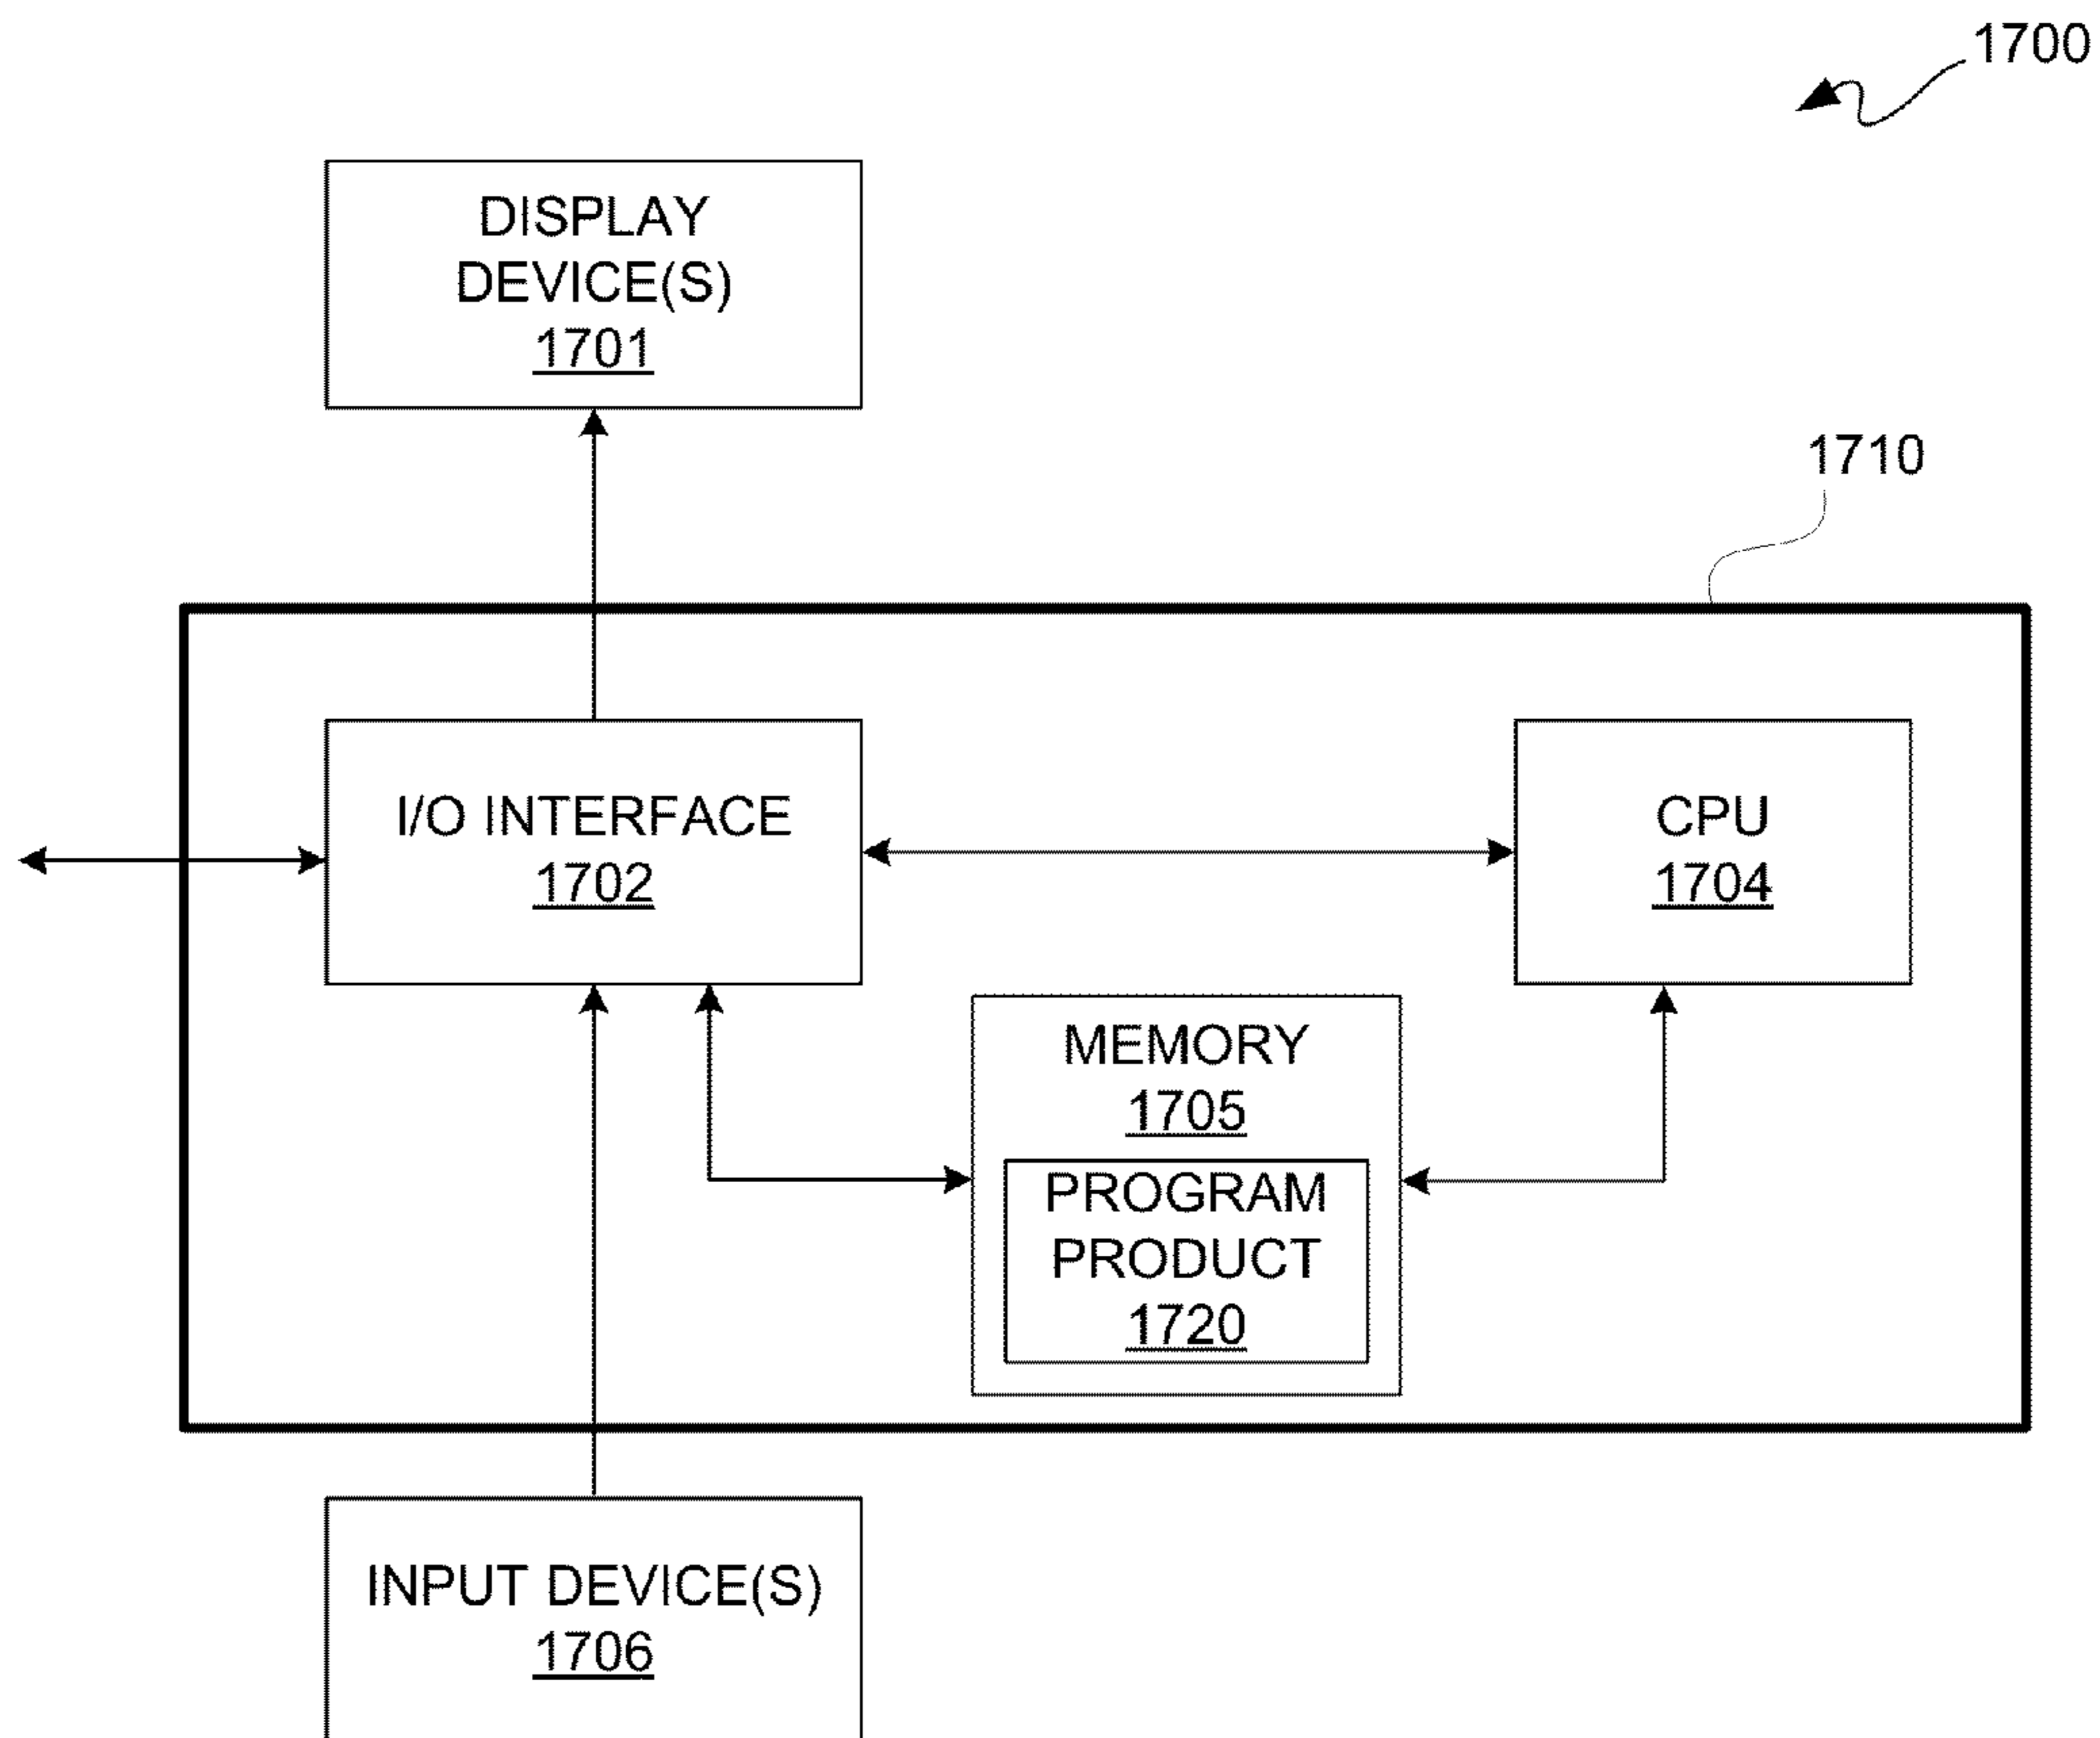 1700
DISPLAY
DEVICE(S)
1701
1710
I/O INTERFACE
1702
CPU
1704
MEMORY
1705
PROGRAM
PRODUCT
1720
INPUT DEVICE(S)
1706